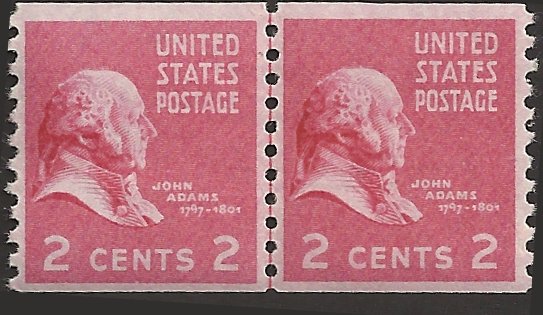 UNITED
STATES
POSTAGE
JOHN
ADAMS
1797-1801
2 CENTS 2
UNITED
STATES
POSTAGE
JOHN
ADAMS
1797-1801
2 CENTS 2